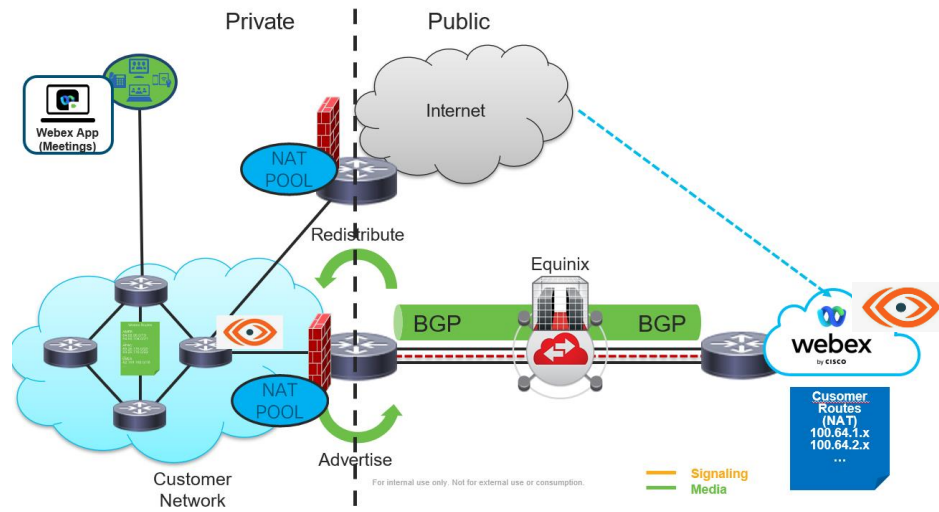 Private
Public
Webex App
(Meetings)
Internet
NAT
POOL
Redistribute
Equinix
BGP
BGP
webex
by CISCO
NAT
POOL
Advertise
Customer
Network
Cusomer
Routes
(NAT)
100.64.1.x
100.64.2.x
...
Signaling
Media
For internal use only. Not for external use or consumption.